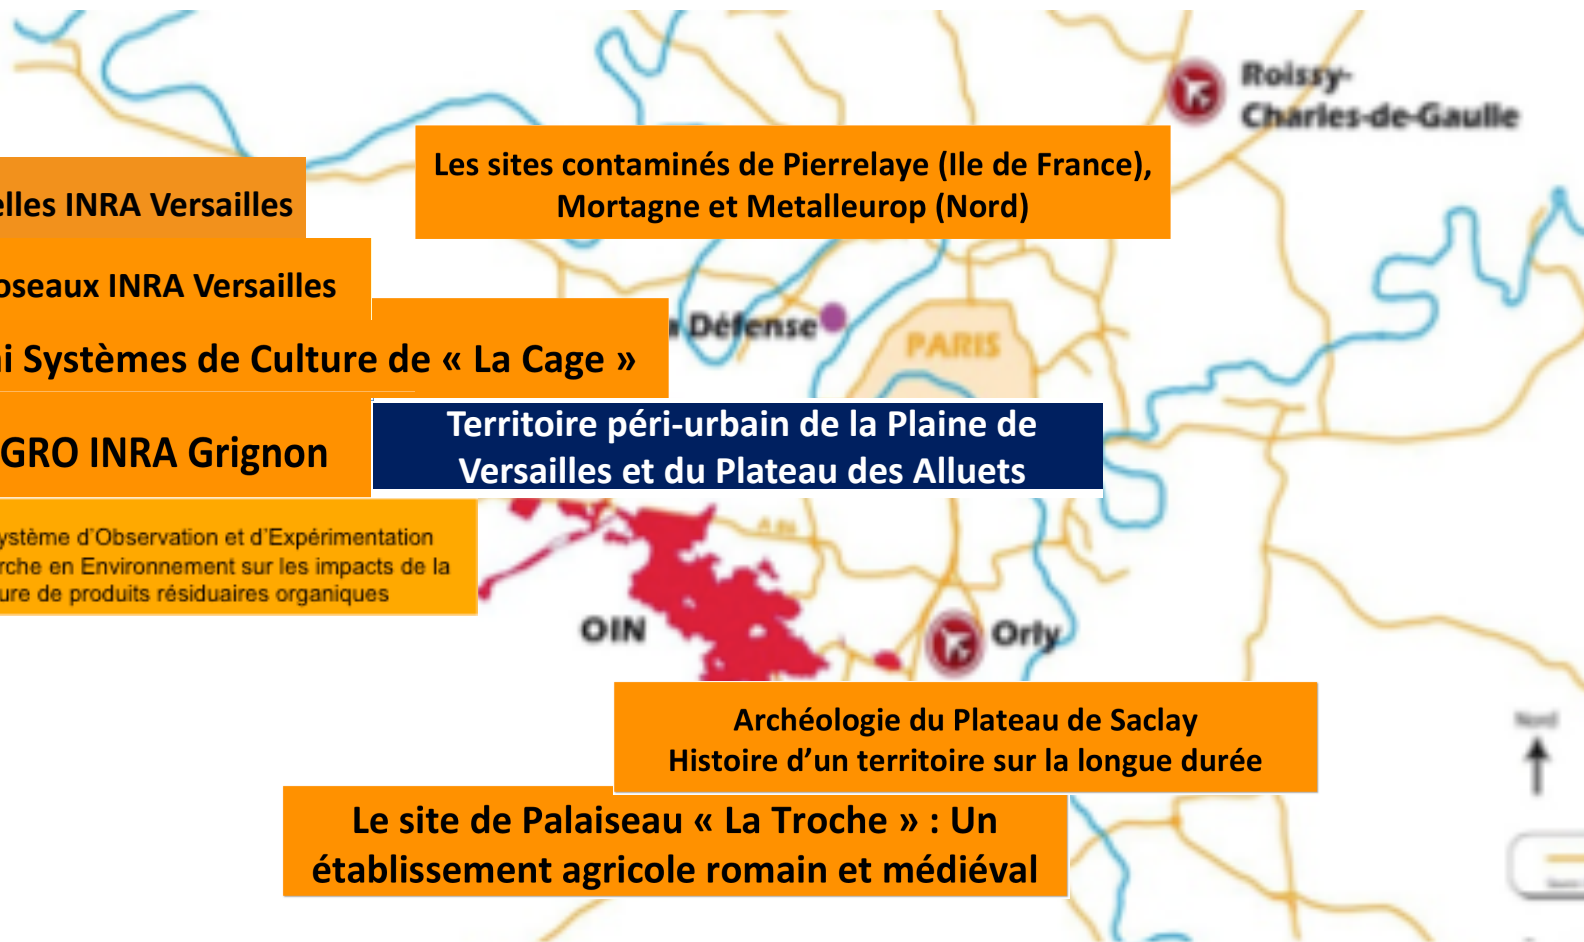 Roissy-
Charles-de-Gaulle
Les sites contaminés de Pierrelaye (Ile de France),
Mortagne et Metalleurop (Nord)
elles INRA Versailles
oseaux INRA Versailles
Défense
PARIS
i Systèmes de Culture de « La Cage »
Territoire péri-urbain de la Plaine de
Versailles et du Plateau des Alluets
GRO INRA Grignon
ystème d’Observation et d’Expérimentation
rche en Environnement sur les impacts de la
ure de produits résiduaires organiques
OIN
Orly
Archéologie du Plateau de Saclay
Histoire d’un territoire sur la longue durée
Nord
Le site de Palaiseau « La Troche » : Un
établissement agricole romain et médiéval